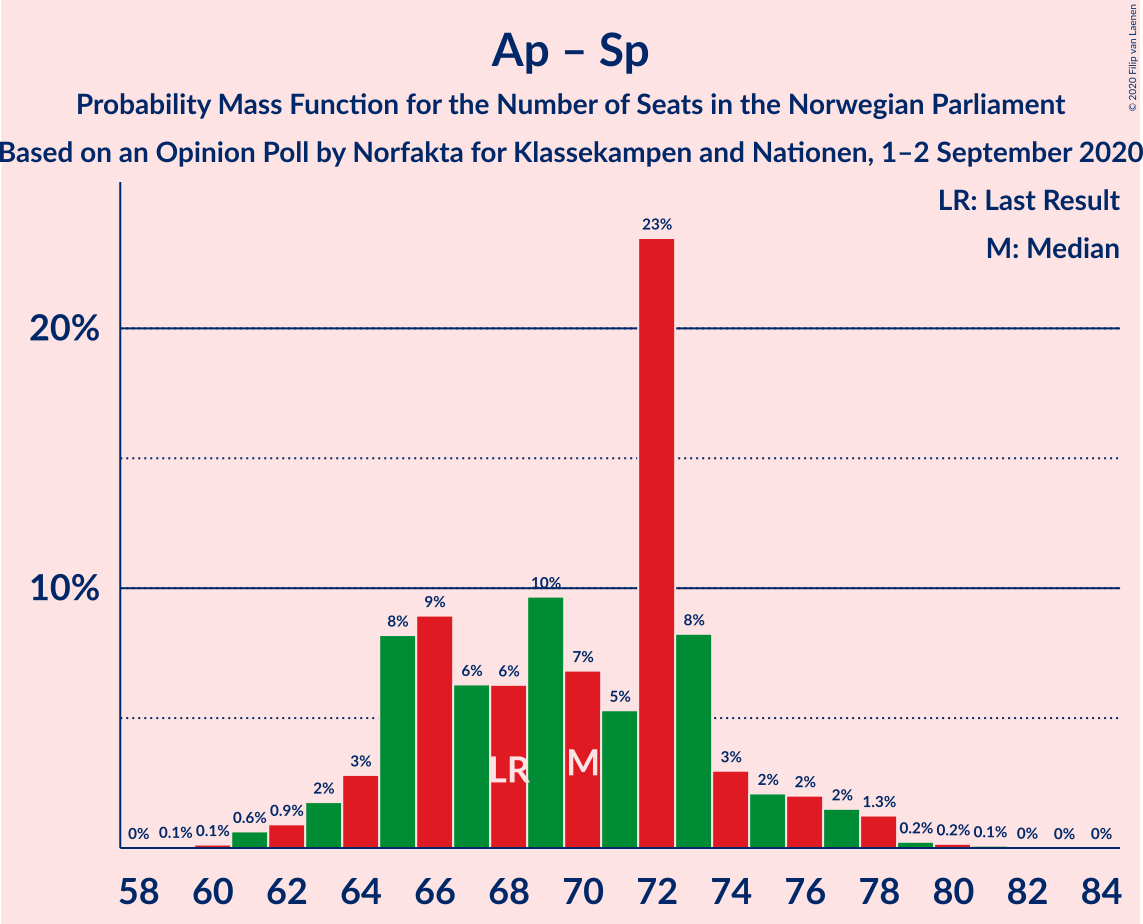 Ap – Sp
Probability Mass Function for the Number of Seats in the Norwegian Parliament
Based on an Opinion Poll by Norfakta for Klassekampen and Nationen, 1–2 September 2020
© 2020 Filip van Laenen
LR: Last Result
M: Median
20%
10%
0% 0.1% 0.1% 0.6% 0.9% 2% 3% 8% 9% 6% 6% 10% 7% 5% 23% 8% 3% 2% 2% 2% 1.3% 0.2% 0.2% 0.1% 0% 0% 0%
LR M
58 60 62 64 66 68 70 72 74 76 78 80 82 84